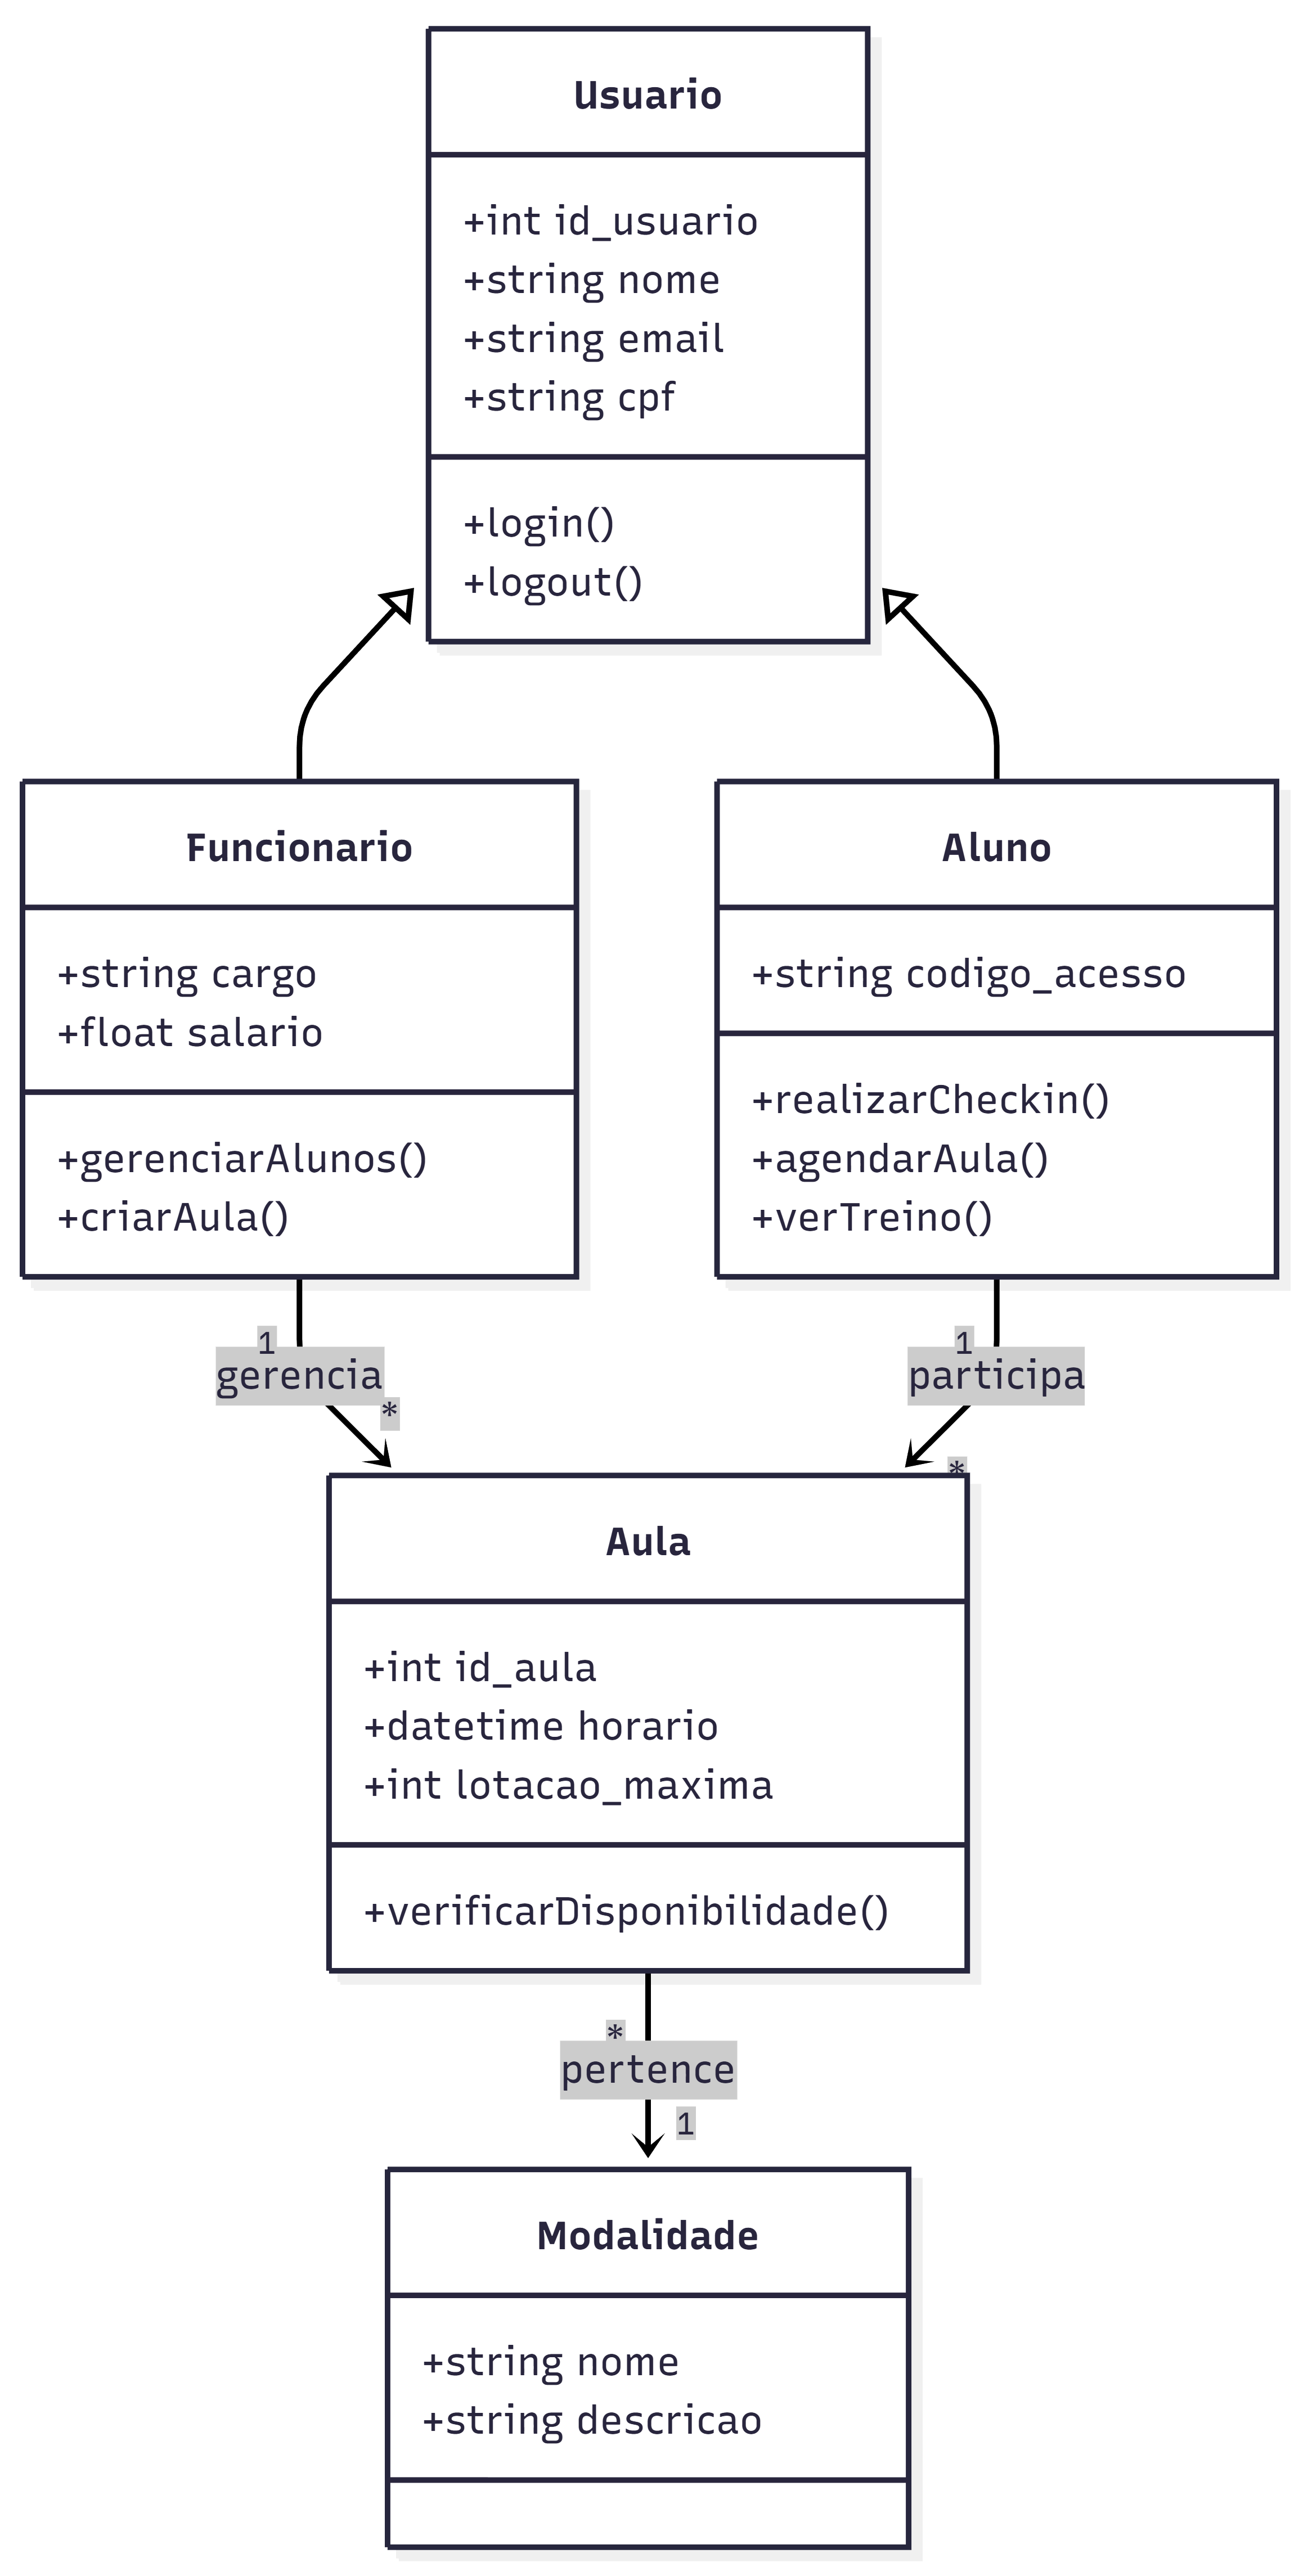 Usuario
+int id_usuario
+string nome
+string email
+string cpf
+login()
+logout()
Funcionario
+string cargo
+float salario
+gerenciarAlunos()
+criarAula()
Aluno
+string codigo_acesso
+realizarCheckin()
+agendarAula()
+verTreino()
1
gerencia
*
1
participa
*
Aula
+int id_aula
+datetime horario
+int lotacao_maxima
+verificarDisponibilidade()
*
pertence
1
Modalidade
+string nome
+string descricao